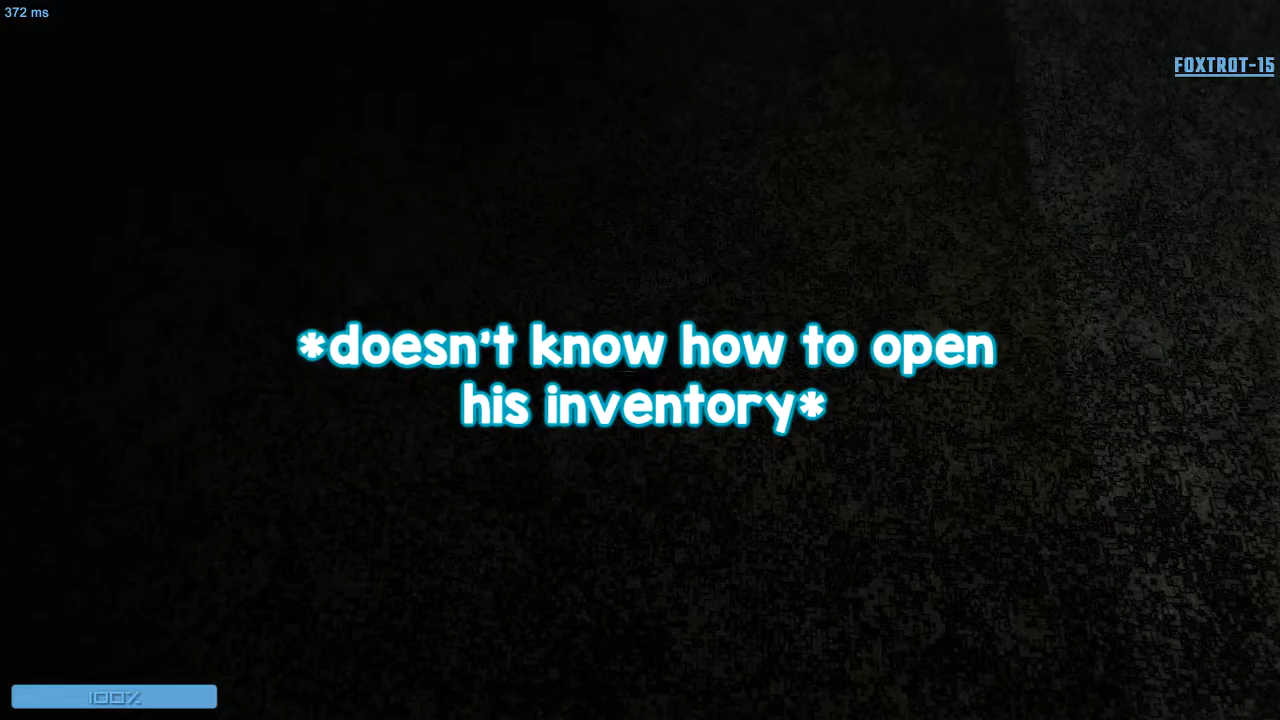 372 ms
FOXTROT-15
*doesn't know how to open
his inventory*
100%